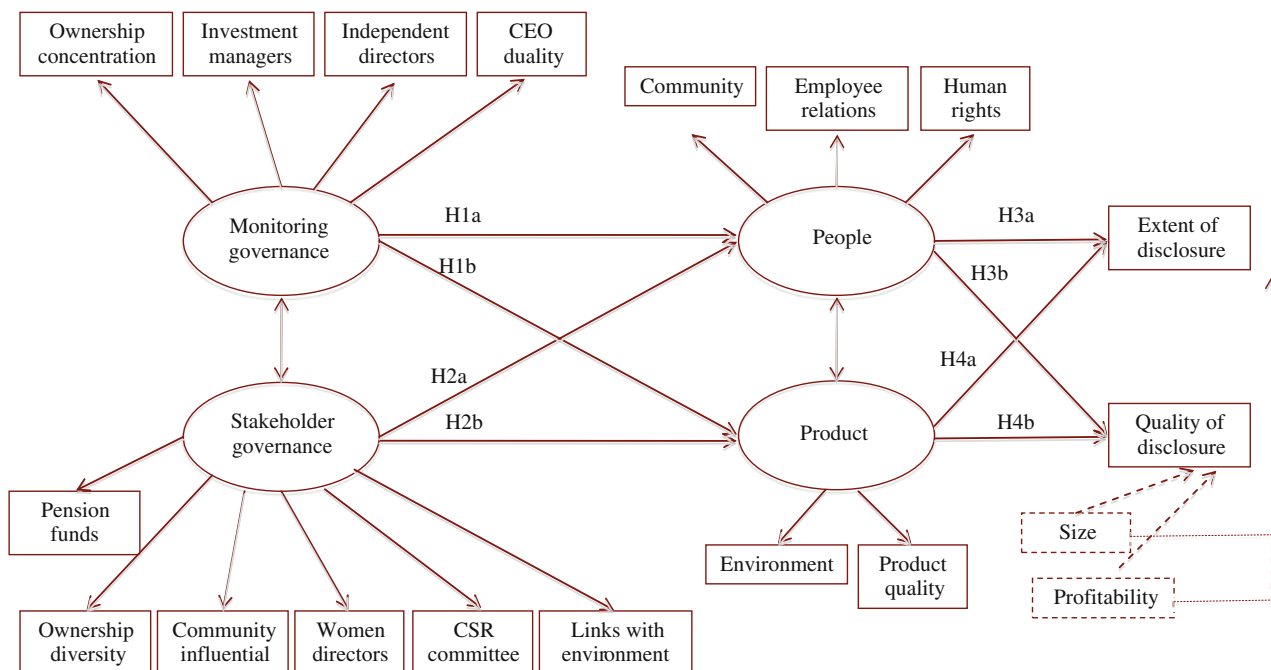 Ownership
concentration
Investment
managers
Independent
directors
CEO
duality
Community
Employee
relations
Human
rights
Monitoring
governance
H1a
H1b
People
H3a
H3b
Extent of
disclosure
H2a
H2b
H4a
H4b
Stakeholder
governance
Product
Quality of
disclosure
Pension
funds
Size
Environment
Product
quality
Profitability
Ownership
diversity
Community
influential
Women
directors
CSR
committee
Links with
environment